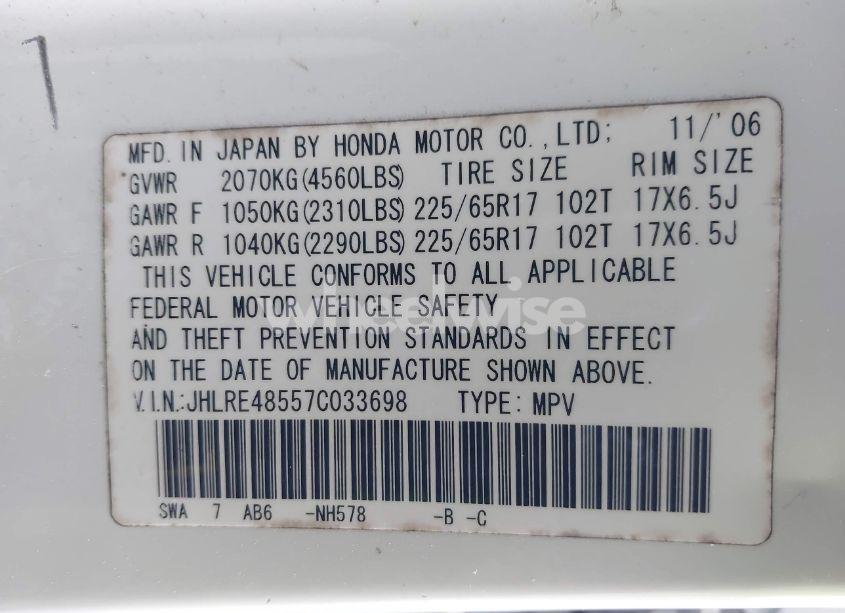 MFD. IN JAPAN BY HONDA MOTOR CO.,LTD; 11/'06
GVWR 2070KG(4560LBS) TIRE SIZE RIM SIZE
GAWR F 1050KG(2310LBS) 225/65R17 102T 17X6.5J
GAWR R 1040KG(2290LBS) 225/65R17 102T 17X6.5J
THIS VEHICLE CONFORMS TO ALL APPLICABLE
FEDERAL MOTOR VEHICLE SAFETY
wheelwise
AND THEFT PREVENTION STANDARDS IN EFFECT
ON THE DATE OF MANUFACTURE SHOWN ABOVE.
V.I.N.:JHLRE48557C033698 TYPE: MPV
SWA 7 AB6 -NH578 -B -C